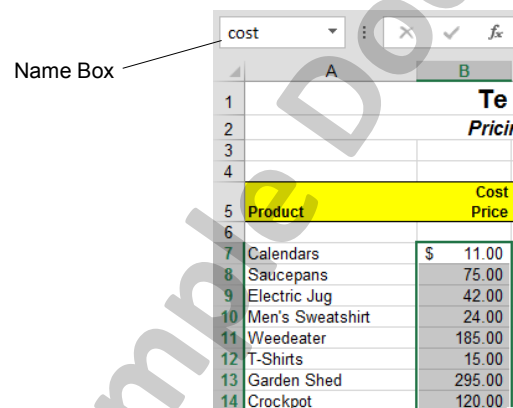 cost fx
Name Box
A B
1 Te
2 Prici
3
4
Cost
5 Product Price
6
7 Calendars $ 11.00
8 Saucepans 75.00
9 Electric Jug 42.00
10 Men's Sweatshirt 24.00
11 Weedeater 185.00
12 T-Shirts 15.00
13 Garden Shed 295.00
14 Crockpot 120.00